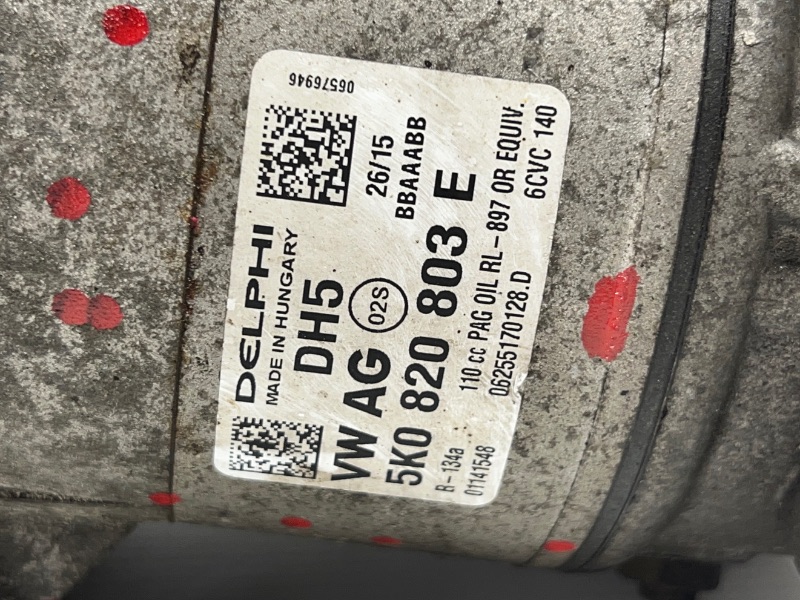 06576946
DELPHI
MADE IN HUNGARY
26/15
BBAAAABB
DH5
VW AG 02S
5K0 820 803 E
110 cc PAG OIL RL-897 OR EQUIV
B-134a
06255170128.D
6CVC 140
01141548